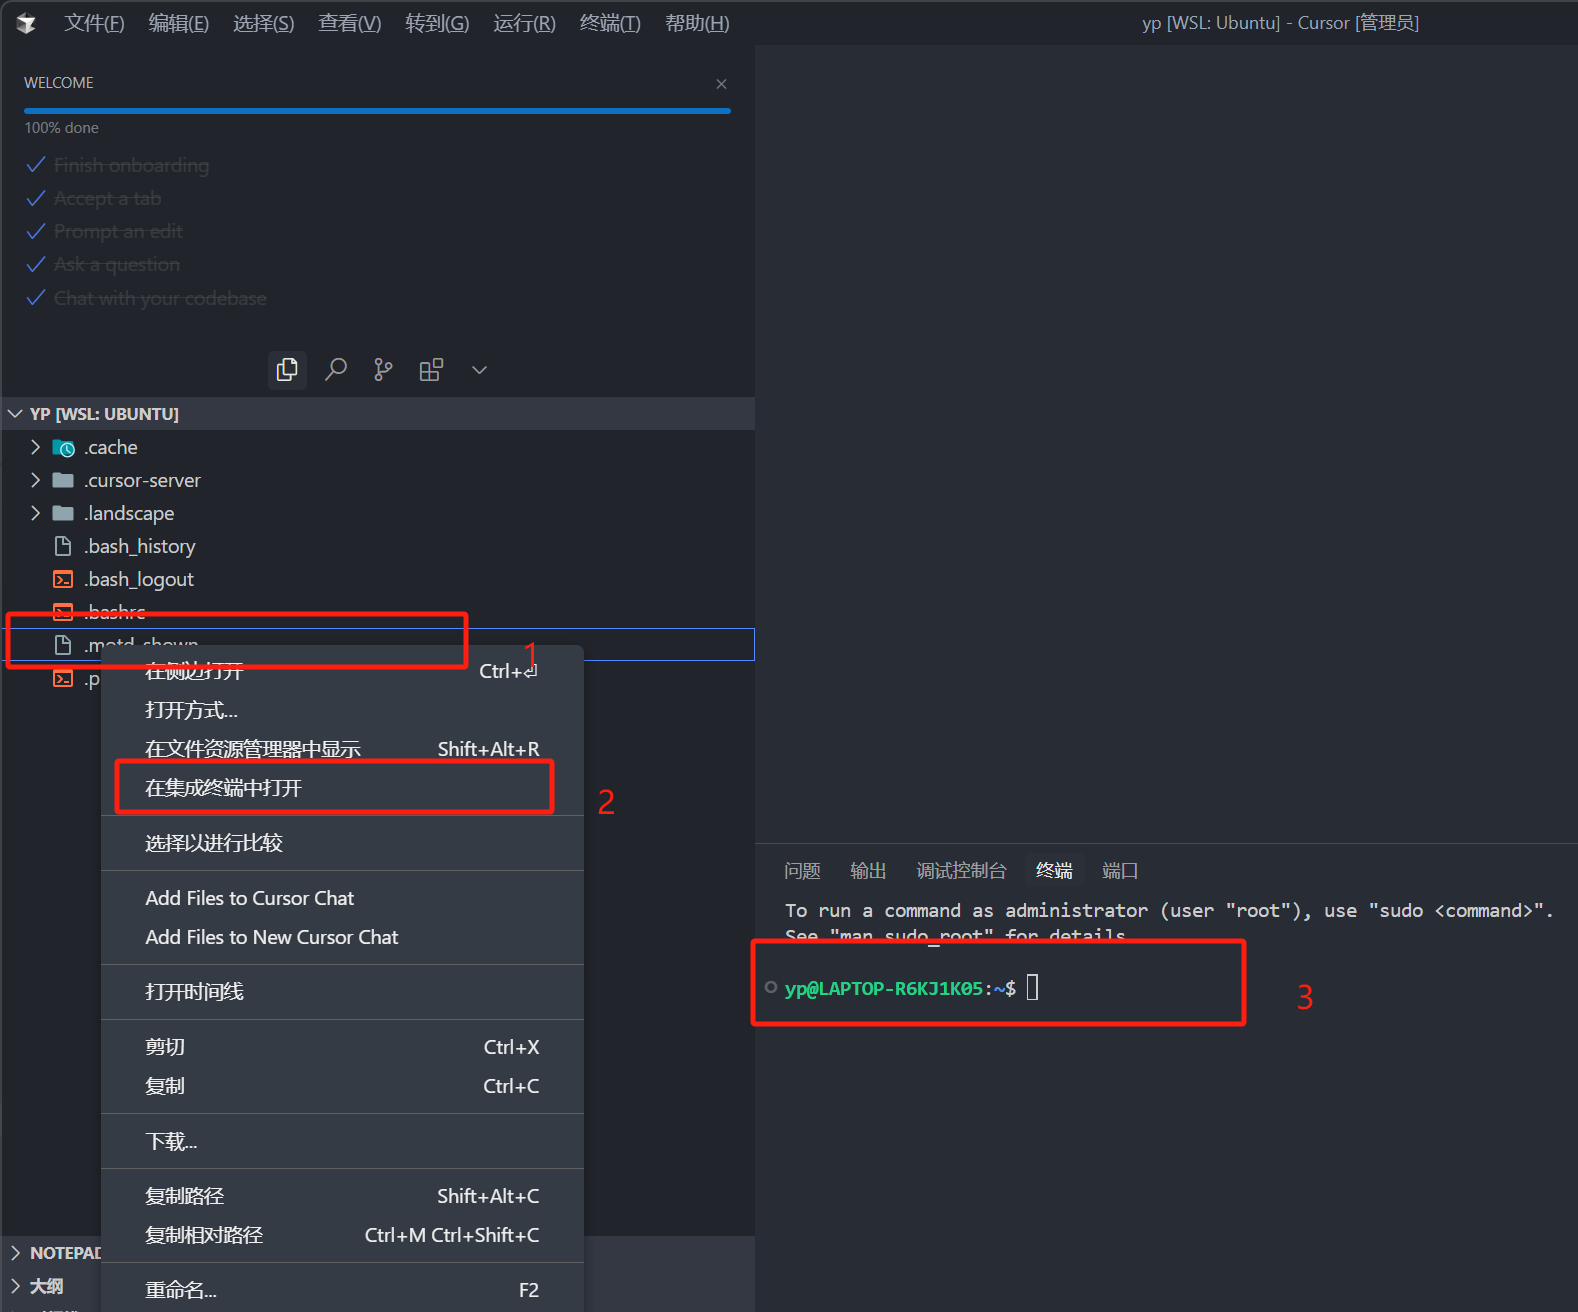 文件(F) 编辑(E) 选择(S) 查看(V) 转到(G) 运行(R) 终端(T) 帮助(H) yp [WSL: Ubuntu] - Cursor [管理员]
WELCOME
100% done
Finish onboarding
Accept a tab
Prompt an edit
Ask a question
Chat with your codebase
YP [WSL: UBUNTU]
.cache
.cursor-server
.landscape
.bash_history
.bash_logout
.bashrc
.motd_shown
1
.p
在侧边打开 Ctrl+⏎
打开方式...
在文件资源管理器中显示 Shift+Alt+R
在集成终端中打开
2
选择以进行比较
Add Files to Cursor Chat
Add Files to New Cursor Chat
打开时间线
剪切 Ctrl+X
复制 Ctrl+C
下载...
复制路径 Shift+Alt+C
复制相对路径 Ctrl+M Ctrl+Shift+C
重命名... F2
NOTEPAD
大纲
问题 输出 调试控制台 终端 端口
To run a command as administrator (user "root"), use "sudo <command>".
See "man sudo_root" for details.
yp@LAPTOP-R6KJ1K05:~$
3